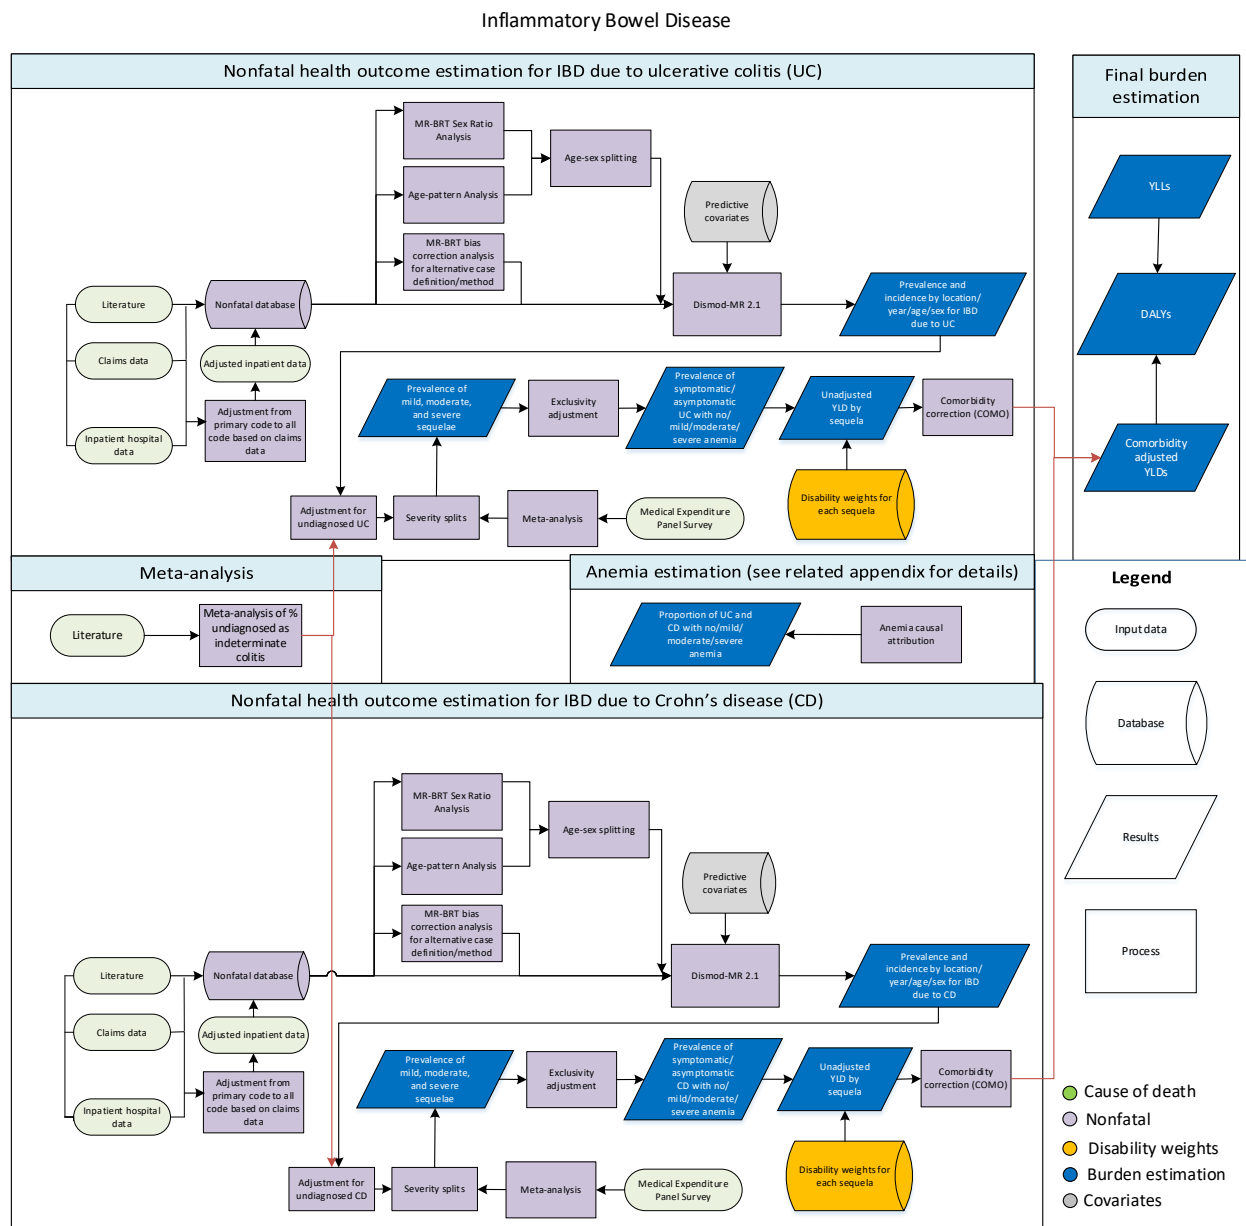 Inflammatory Bowel Disease
Nonfatal health outcome estimation for IBD due to ulcerative colitis (UC)
Final burden
estimation
MR-BRT Sex Ratio
Analysis
Age-sex splitting
Age-pattern Analysis
Predictive
covariates
MR-BRT bias
correction analysis
for alternative case
definition/method
Literature
Nonfatal database
Dismod-MR 2.1
Prevalence and
incidence by location/
year/age/sex for IBD
due to UC
Claims data
Adjusted inpatient data
Inpatient hospital
data
Adjustment from
primary code to all
code based on claims
data
Prevalence of
mild, moderate,
and severe
sequelae
Exclusivity
adjustment
Prevalence of
symptomatic/
asymptomatic
UC with no/
mild/moderate/
severe anemia
Unadjusted
YLD by
sequela
Comorbidity
correction (COMO)
Adjustment for
undiagnosed UC
Severity splits
Meta-analysis
Medical Expenditure
Panel Survey
Disability weights for
each sequela
YLLs
DALYs
Comorbidity
adjusted
YLDs
Meta-analysis
Literature
Meta-analysis of %
undiagnosed as
indeterminate
colitis
Anemia estimation (see related appendix for details)
Proportion of UC and
CD with no/mild/
moderate/severe
anemia
Anemia causal
attribution
Legend
Input data
Database
Results
Process
Cause of death
Nonfatal
Disability weights
Burden estimation
Covariates
Nonfatal health outcome estimation for IBD due to Crohn's disease (CD)
MR-BRT Sex Ratio
Analysis
Age-sex splitting
Age-pattern Analysis
Predictive
covariates
MR-BRT bias
correction analysis
for alternative case
definition/method
Literature
Nonfatal database
Dismod-MR 2.1
Prevalence and
incidence by location/
year/age/sex for IBD
due to CD
Claims data
Adjusted inpatient data
Inpatient hospital
data
Adjustment from
primary code to all
code based on claims
data
Prevalence of
mild, moderate,
and severe
sequelae
Exclusivity
adjustment
Prevalence of
symptomatic/
asymptomatic
CD with no/
mild/moderate/
severe anemia
Unadjusted
YLD by
sequela
Comorbidity
correction (COMO)
Adjustment for
undiagnosed CD
Severity splits
Meta-analysis
Medical Expenditure
Panel Survey
Disability weights for
each sequela